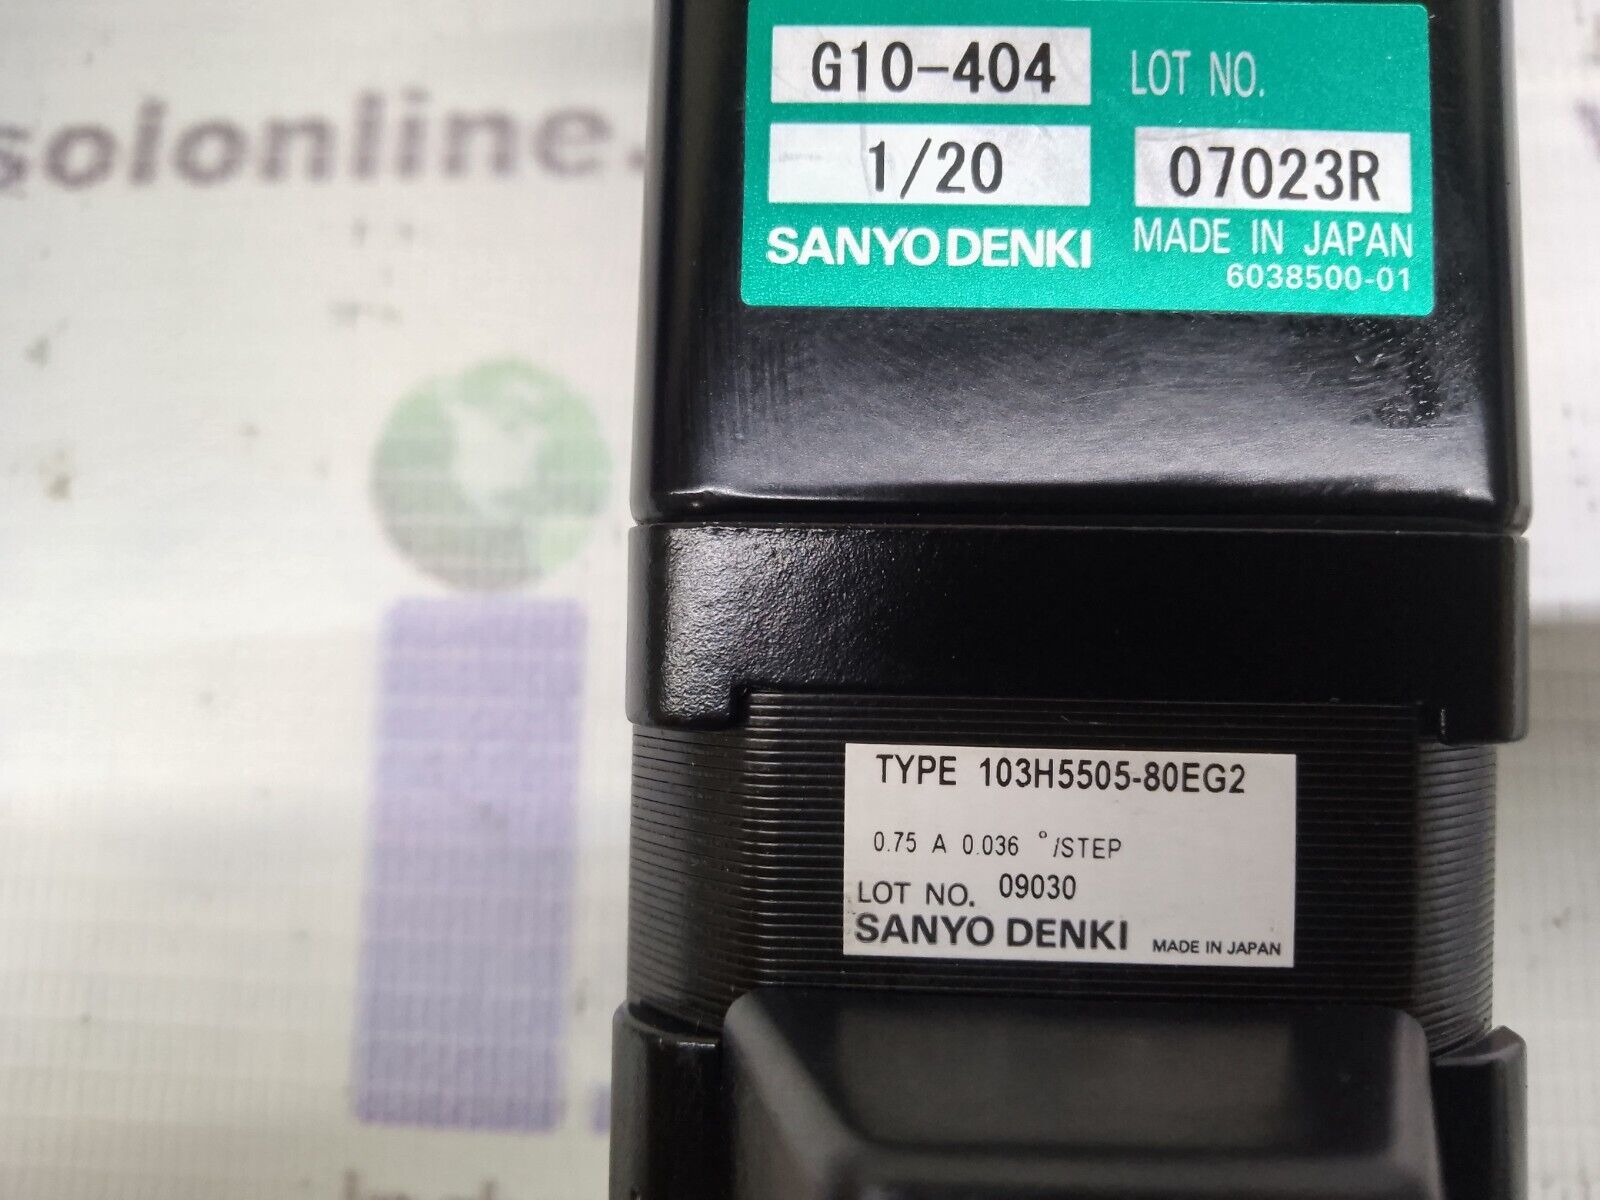 G10-404 LOT NO.
1/20 07023R
SANYO DENKI MADE IN JAPAN
6038500-01
solonline.
TYPE 103H5505-80EG2
0.75 A 0.036 °/STEP
LOT NO. 09030
SANYO DENKI MADE IN JAPAN